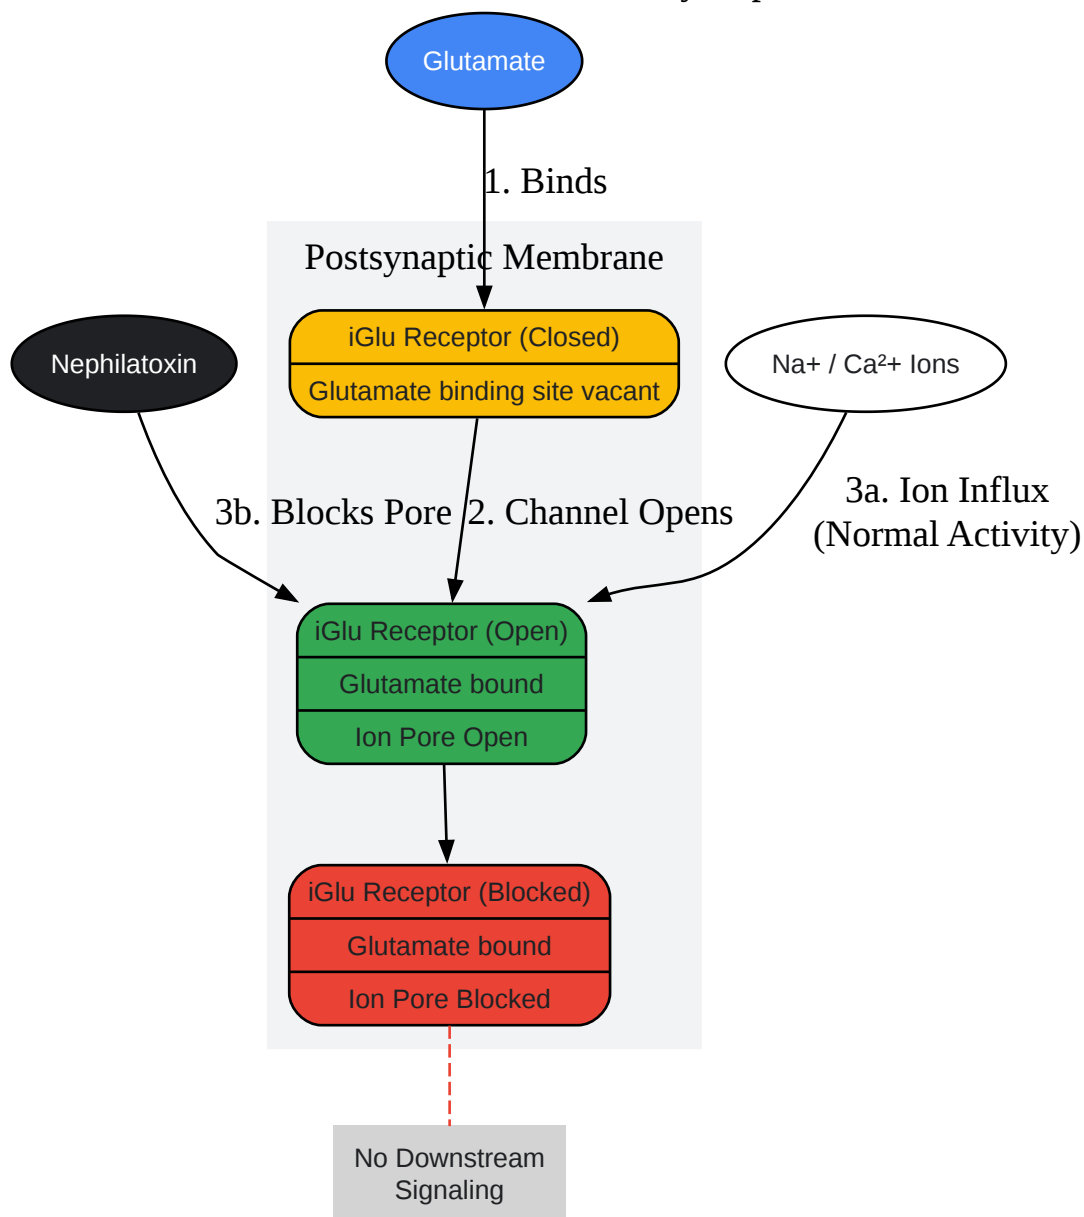 Glutamate
1. Binds
Postsynaptic Membrane
iGlu Receptor (Closed)
Glutamate binding site vacant
Nephilatoxin
Na+ / Ca²+ Ions
3b. Blocks Pore
2. Channel Opens
3a. Ion Influx
(Normal Activity)
iGlu Receptor (Open)
Glutamate bound
Ion Pore Open
iGlu Receptor (Blocked)
Glutamate bound
Ion Pore Blocked
No Downstream
Signaling